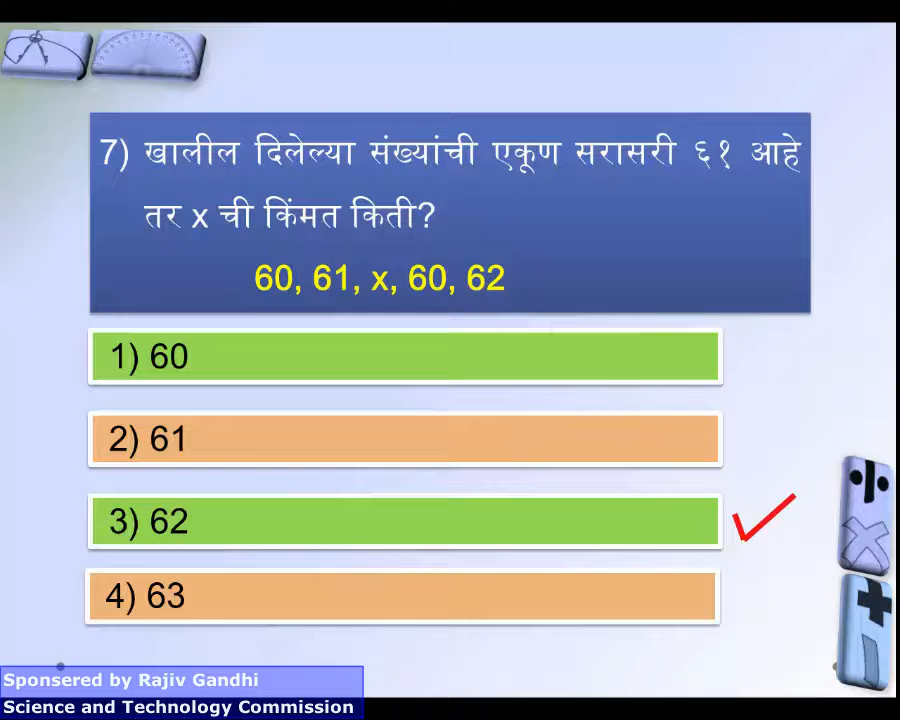 7) खालील दिलेल्या संख्यांची एकूण सरासरी ६१ आहे
तर x ची किंमत किती?
60, 61, x, 60, 62
1) 60
2) 61
3) 62
4) 63
Sponsered by Rajiv Gandhi
Science and Technology Commission